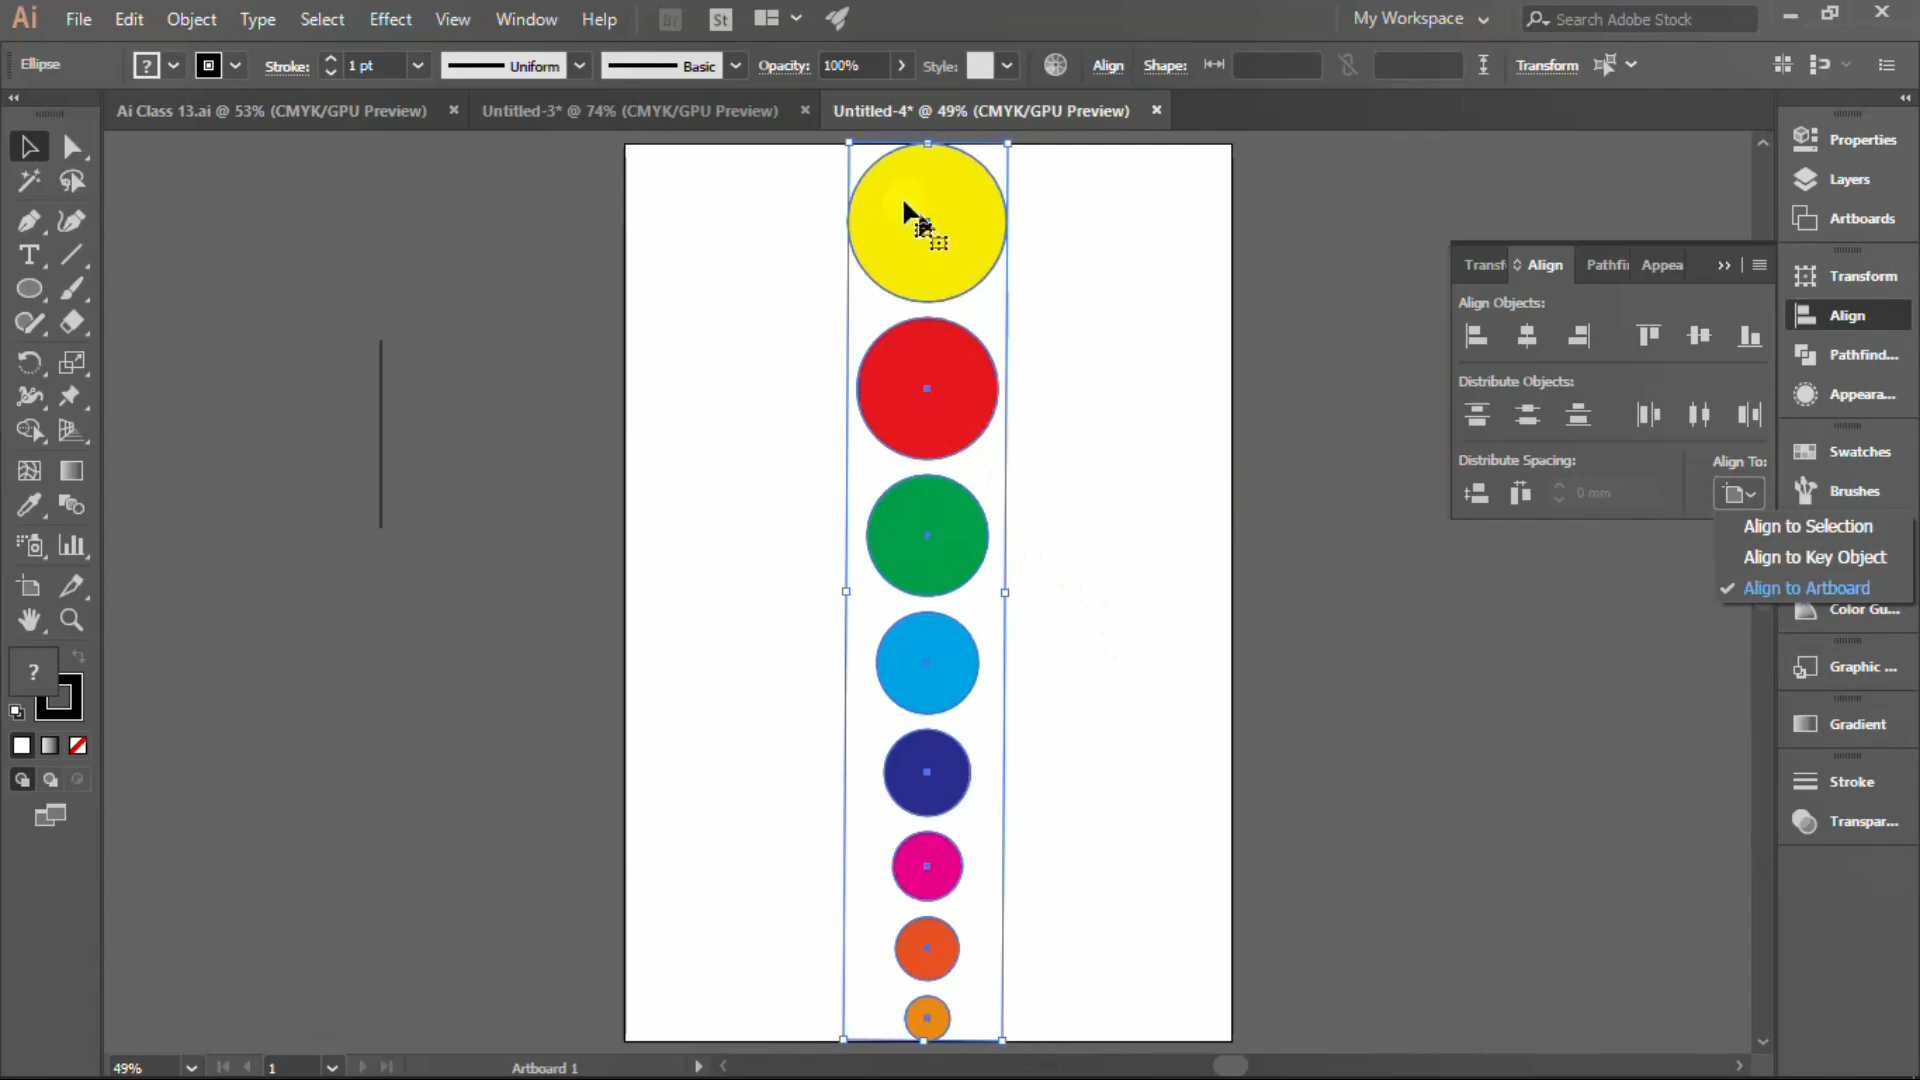 Ai File Edit Object Type Select Effect View Window Help Br St My Workspace Search Adobe Stock
Ellipse ? Stroke: 1 pt Uniform Basic Opacity: 100% Style: Align Shape: Transform
Ai Class 13.ai @ 53% (CMYK/GPU Preview) Untitled-3* @ 74% (CMYK/GPU Preview) Untitled-4* @ 49% (CMYK/GPU Preview)
Properties
Layers
Artboards
Transf Align Pathfi Appea
Transform
Align Objects:
Align
Pathfind...
Distribute Objects:
Appeara...
Swatches
Distribute Spacing: Align To:
0 mm
Brushes
Align to Selection
Align to Key Object
Align to Artboard
Color Gu...
?
Graphic ...
Gradient
Stroke
Transpar...
49% 1 Artboard 1